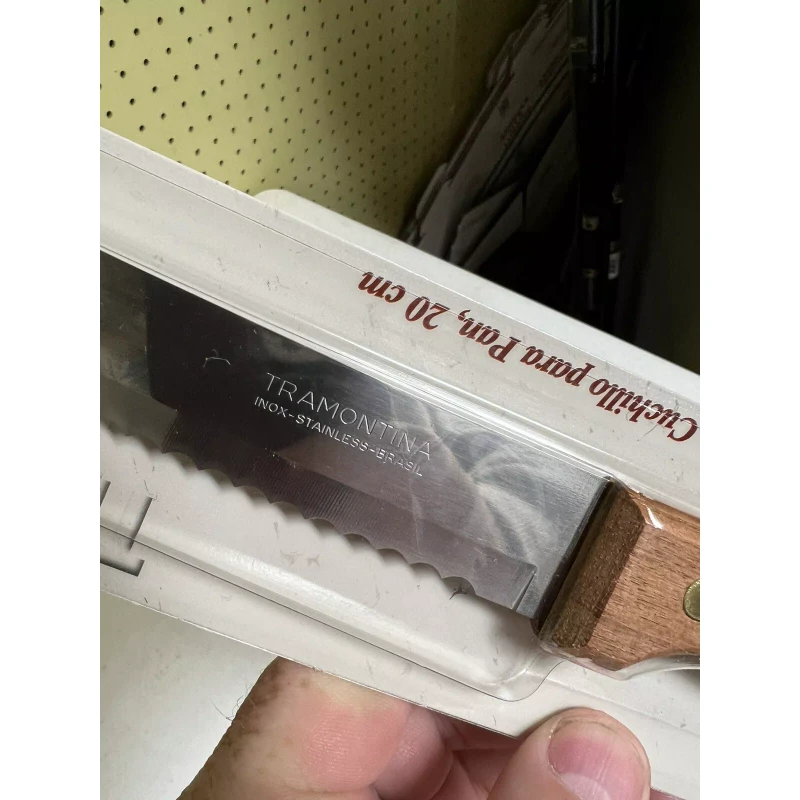 Cuchillo para Pan, 20 cm
TRAMONTINA
INOX-STAINLESS-BRASIL